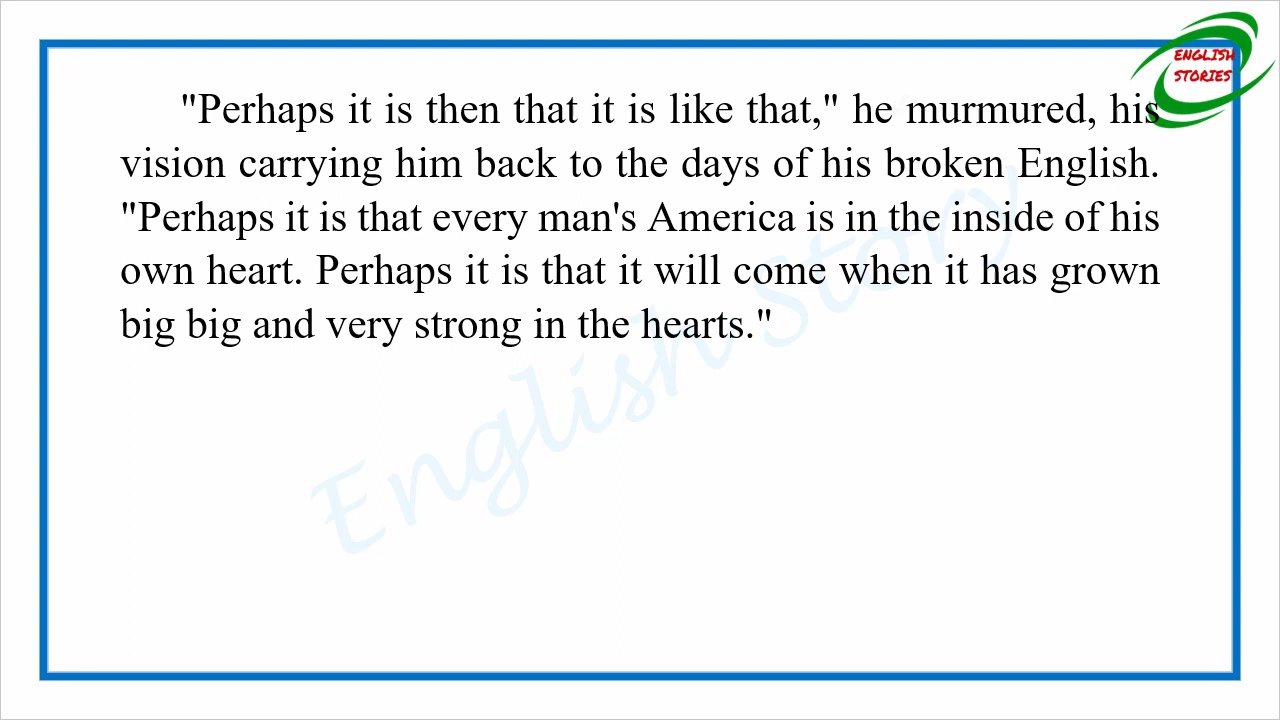 ENGLISH
STORIES
"Perhaps it is then that it is like that," he murmured, his
vision carrying him back to the days of his broken English.
"Perhaps it is that every man's America is in the inside of his
own heart. Perhaps it is that it will come when it has grown
big big and very strong in the hearts."
English Story